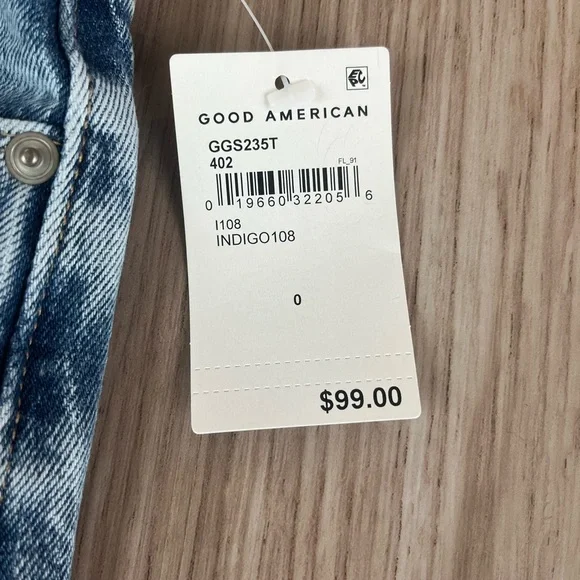 GOOD AMERICAN
GGS235T
402
FL_91
0 19660 32205 6
I108
INDIGO108
0
$99.00